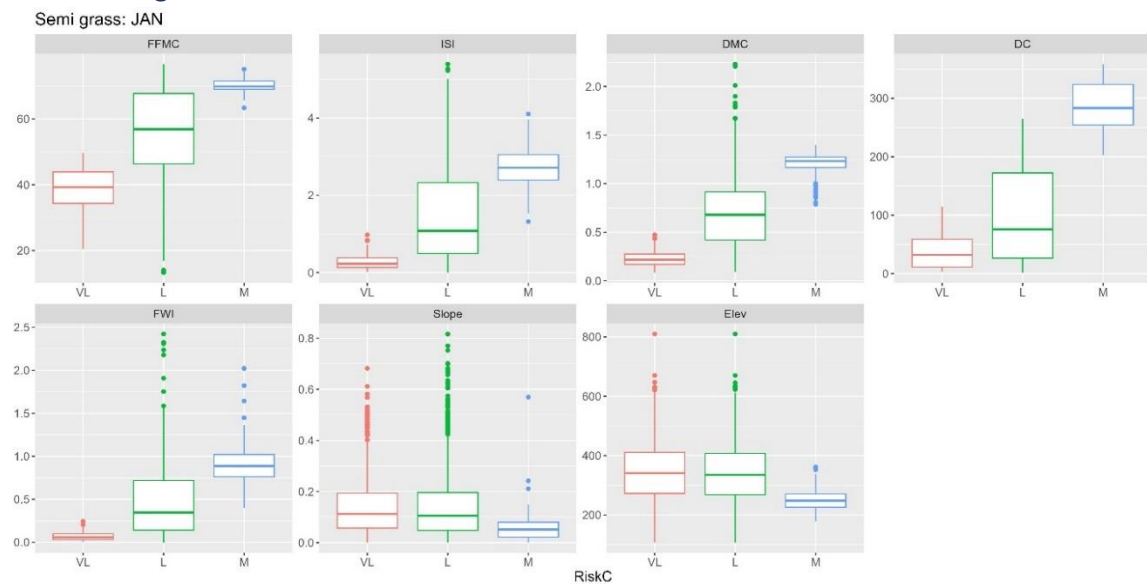 Semi grass: JAN
FFMC
60
40
20
VL L M
ISI
4
2
0
VL L M
DMC
2.0
1.5
1.0
0.5
0.0
VL L M
DC
300
200
100
0
VL L M
FWI
2.5
2.0
1.5
1.0
0.5
0.0
VL L M
Slope
0.8
0.6
0.4
0.2
0.0
VL L M
Elev
800
600
400
200
VL L M
RiskC